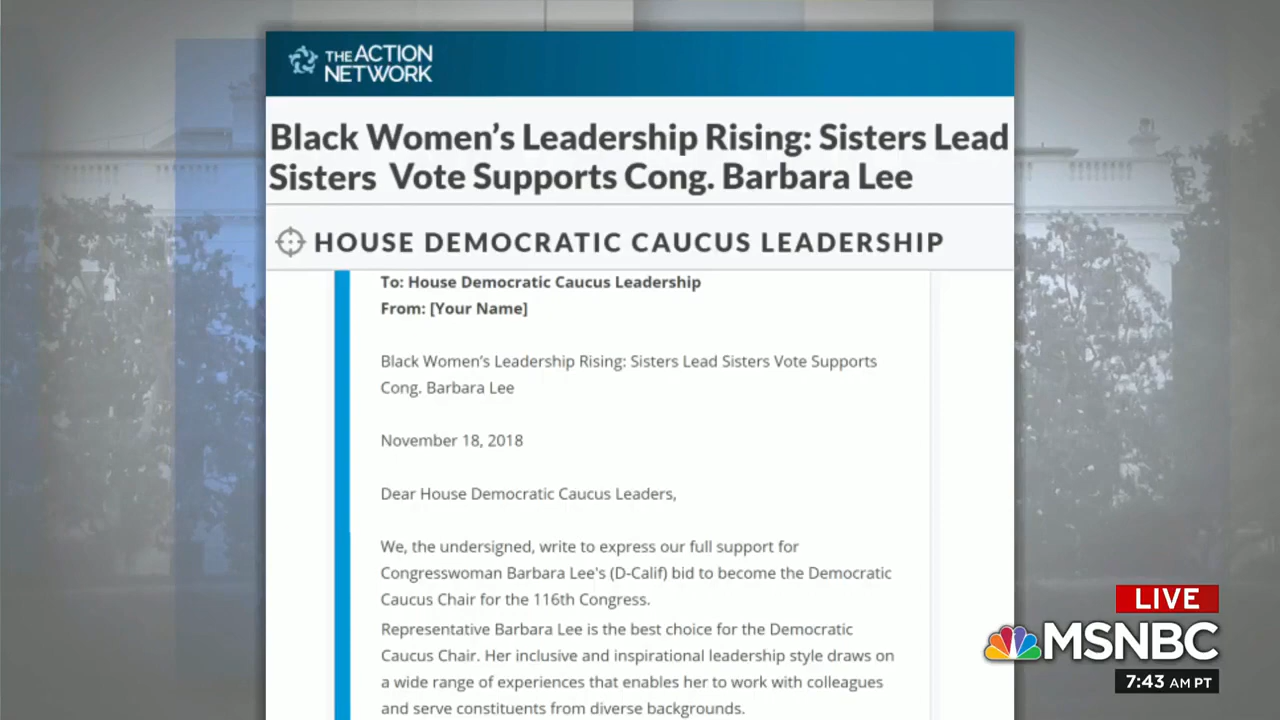 THE ACTION
NETWORK
Black Women's Leadership Rising: Sisters Lead
Sisters Vote Supports Cong. Barbara Lee
HOUSE DEMOCRATIC CAUCUS LEADERSHIP
To: House Democratic Caucus Leadership
From: [Your Name]
Black Women's Leadership Rising: Sisters Lead Sisters Vote Supports
Cong. Barbara Lee
November 18, 2018
Dear House Democratic Caucus Leaders,
We, the undersigned, write to express our full support for
Congresswoman Barbara Lee's (D-Calif) bid to become the Democratic
Caucus Chair for the 116th Congress.
Representative Barbara Lee is the best choice for the Democratic
Caucus Chair. Her inclusive and inspirational leadership style draws on
a wide range of experiences that enables her to work with colleagues
and serve constituents from diverse backgrounds.
LIVE
MSNBC
7:43 AM PT